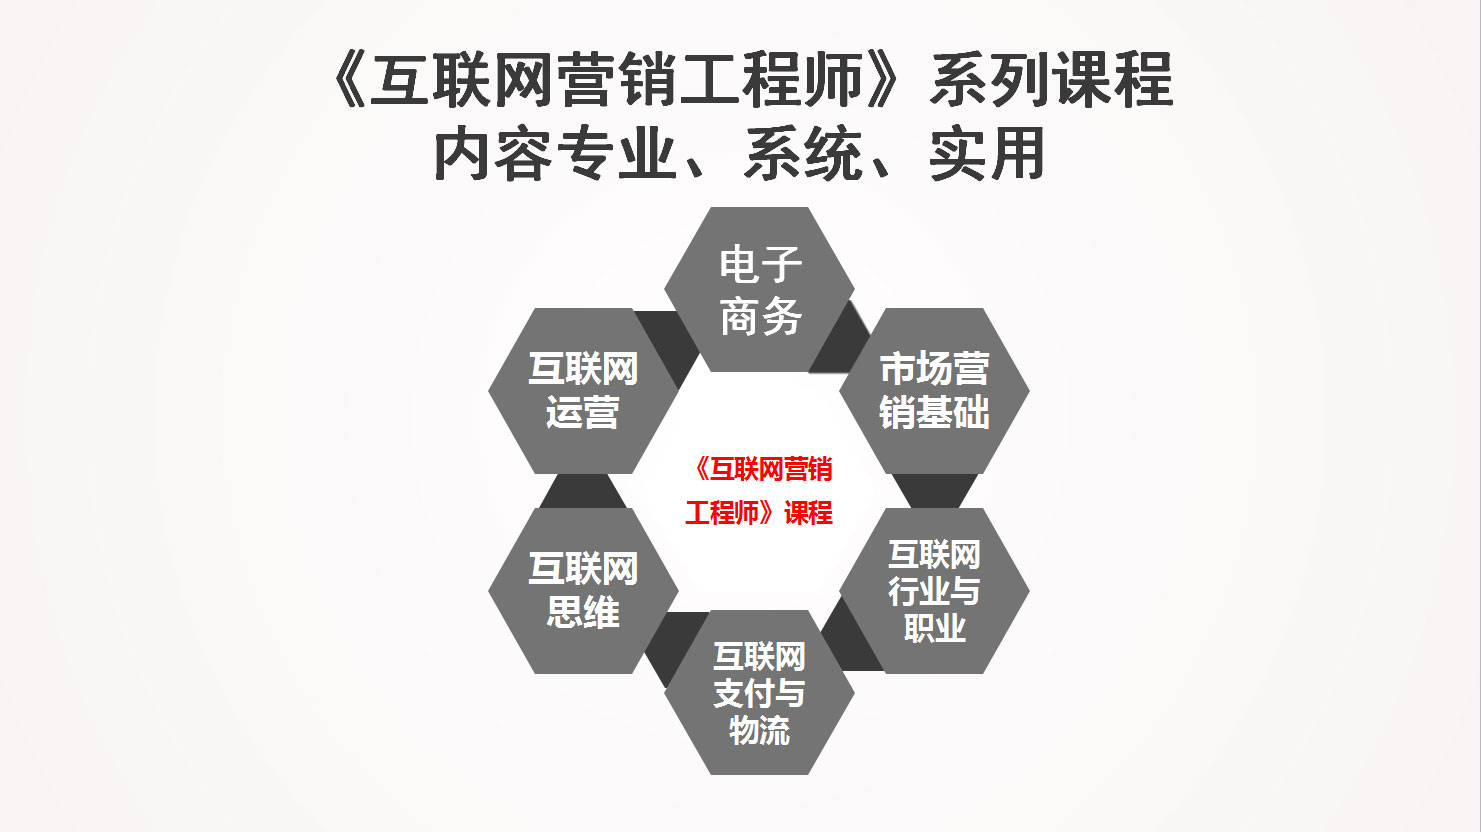 《互联网营销工程师》系列课程
内容专业、系统、实用
电子
商务
市场营
销基础
互联网
行业与
职业
互联网
支付与
物流
互联网
思维
互联网
运营
《互联网营销
工程师》课程